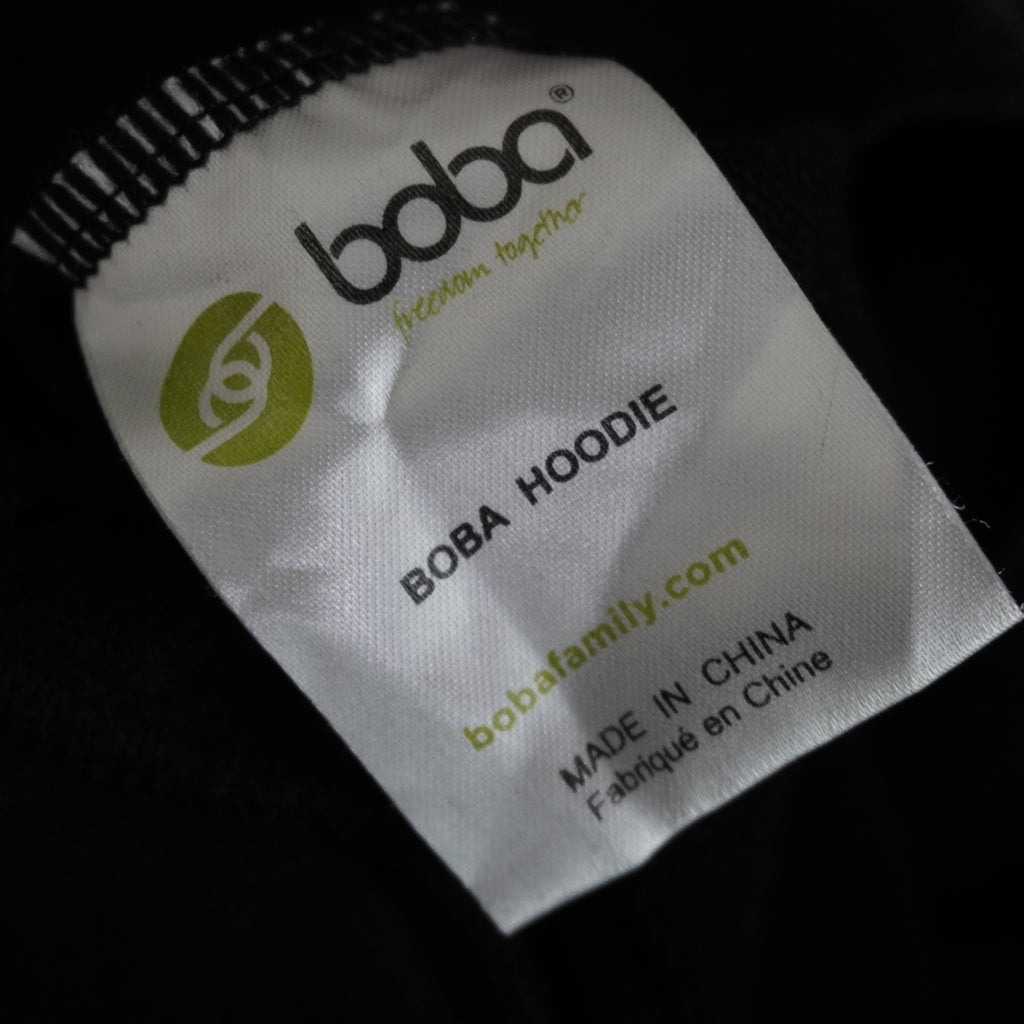 boba®
freedom together
BOBA HOODIE
bobafamily.com
MADE IN CHINA
Fabriqué en Chine